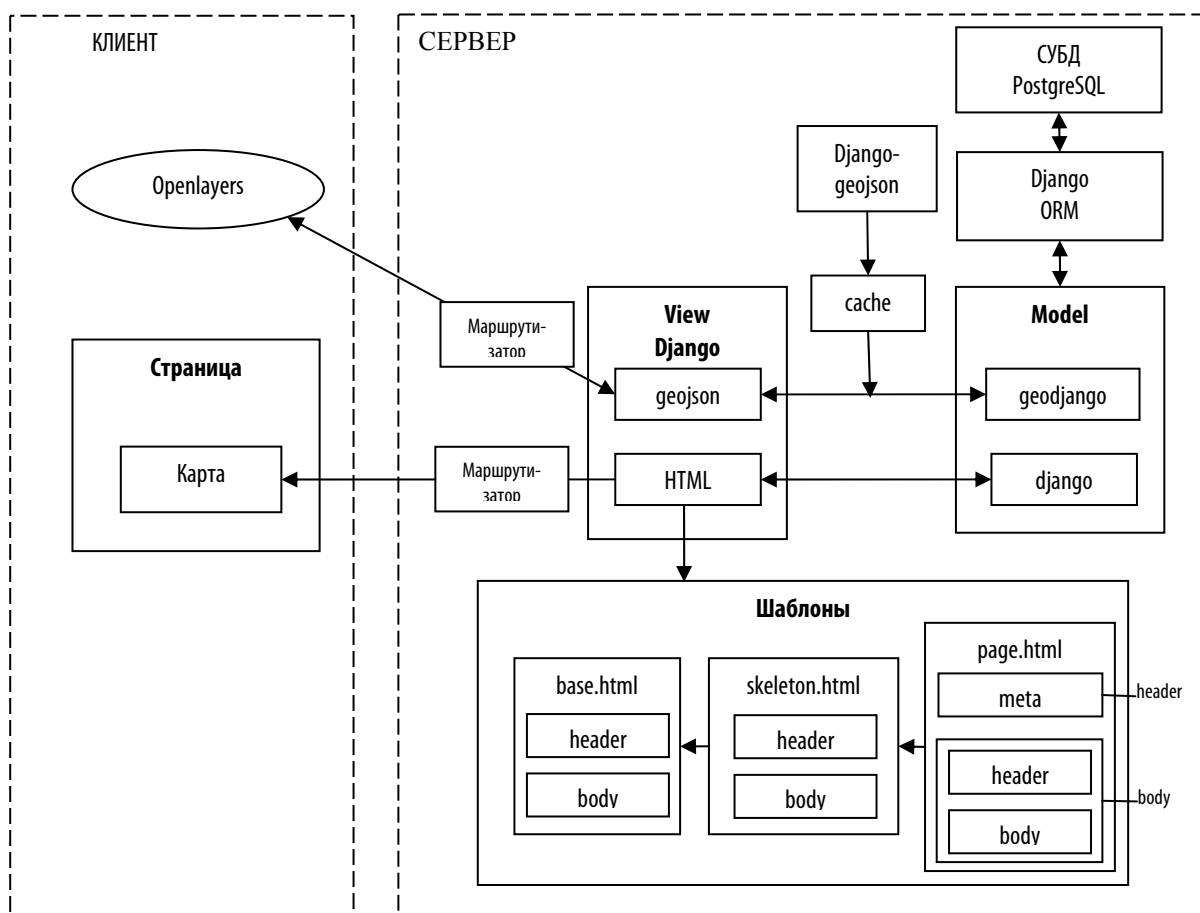 КЛИЕНТ
СЕРВЕР
СУБД
PostgreSQL
Django-
geojson
Django
ORM
Openlayers
cache
View
Django
Model
Маршрути-
затор
Страница
geojson
geodjango
Карта
Маршрути-
затор
HTML
django
Шаблоны
page.html
base.html
skeleton.html
meta
header
header
header
header
body
body
body
body